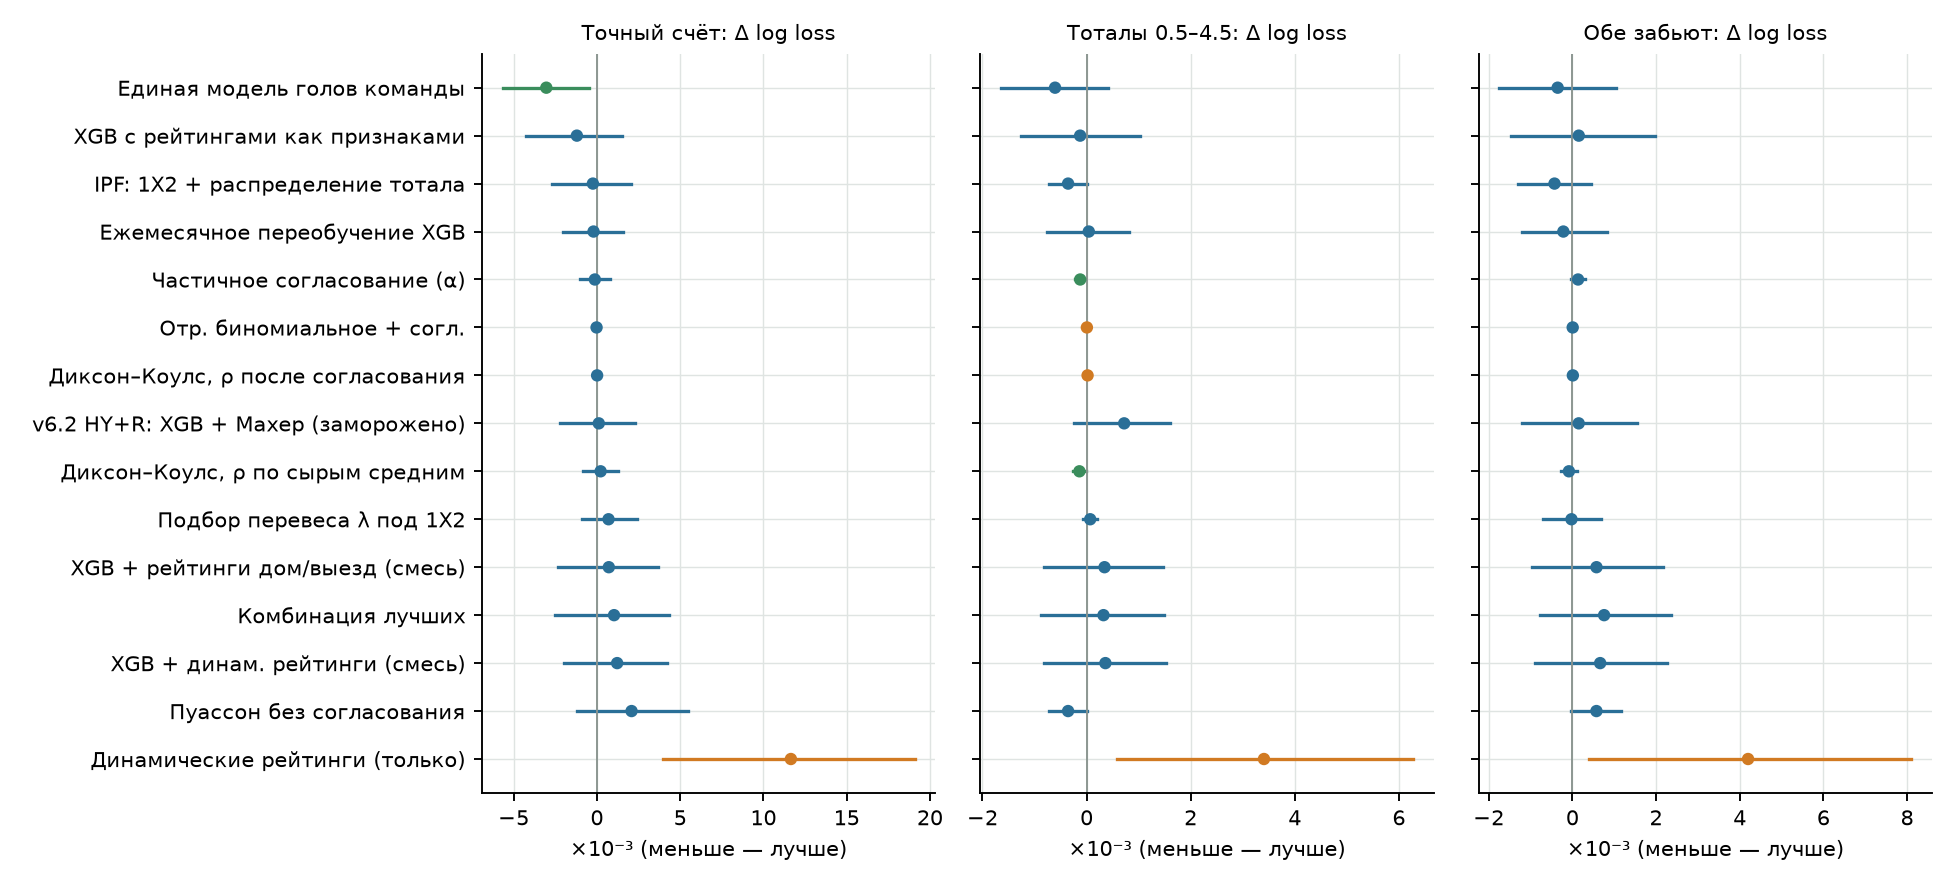 Точный счёт: Δ log loss
Тоталы 0.5–4.5: Δ log loss
Обе забьют: Δ log loss
Единая модель голов команды
XGB с рейтингами как признаками
IPF: 1X2 + распределение тотала
Ежемесячное переобучение XGB
Частичное согласование (α)
Отр. биномиальное + согл.
Диксон–Коулс, ρ после согласования
v6.2 HY+R: XGB + Махер (заморожено)
Диксон–Коулс, ρ по сырым средним
Подбор перевеса λ под 1X2
XGB + рейтинги дом/выезд (смесь)
Комбинация лучших
XGB + динам. рейтинги (смесь)
Пуассон без согласования
Динамические рейтинги (только)
−5 0 5 10 15 20
−2 0 2 4 6
−2 0 2 4 6 8
×10⁻³ (меньше — лучше)
×10⁻³ (меньше — лучше)
×10⁻³ (меньше — лучше)